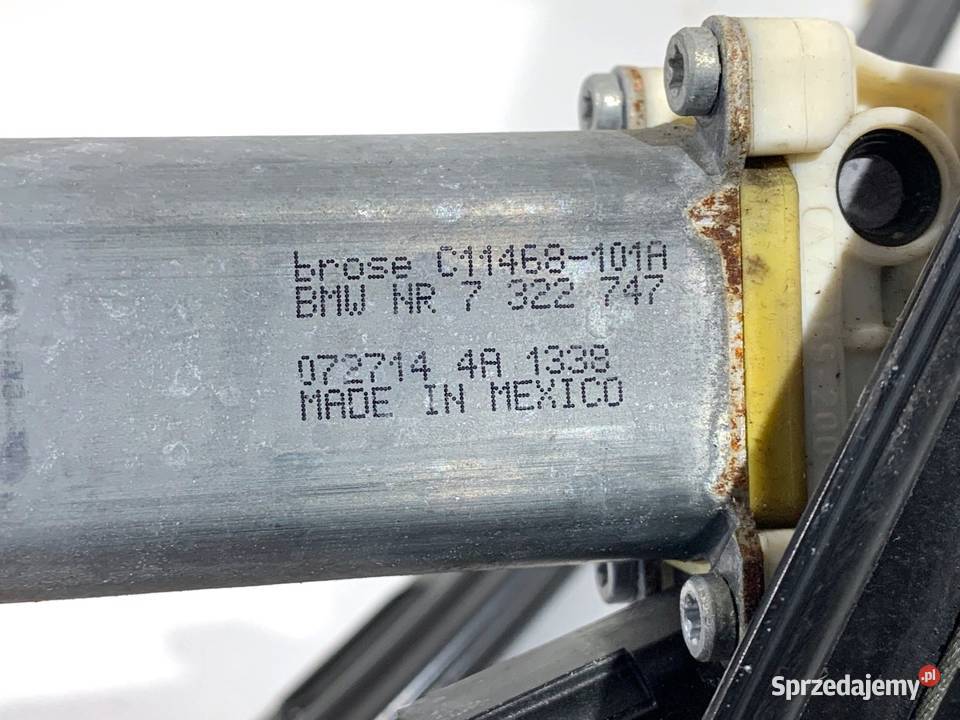 brose C11468-101A
BMW NR 7 322 747
072714 4A 1338
MADE IN MEXICO
Sprzedajemy.pl